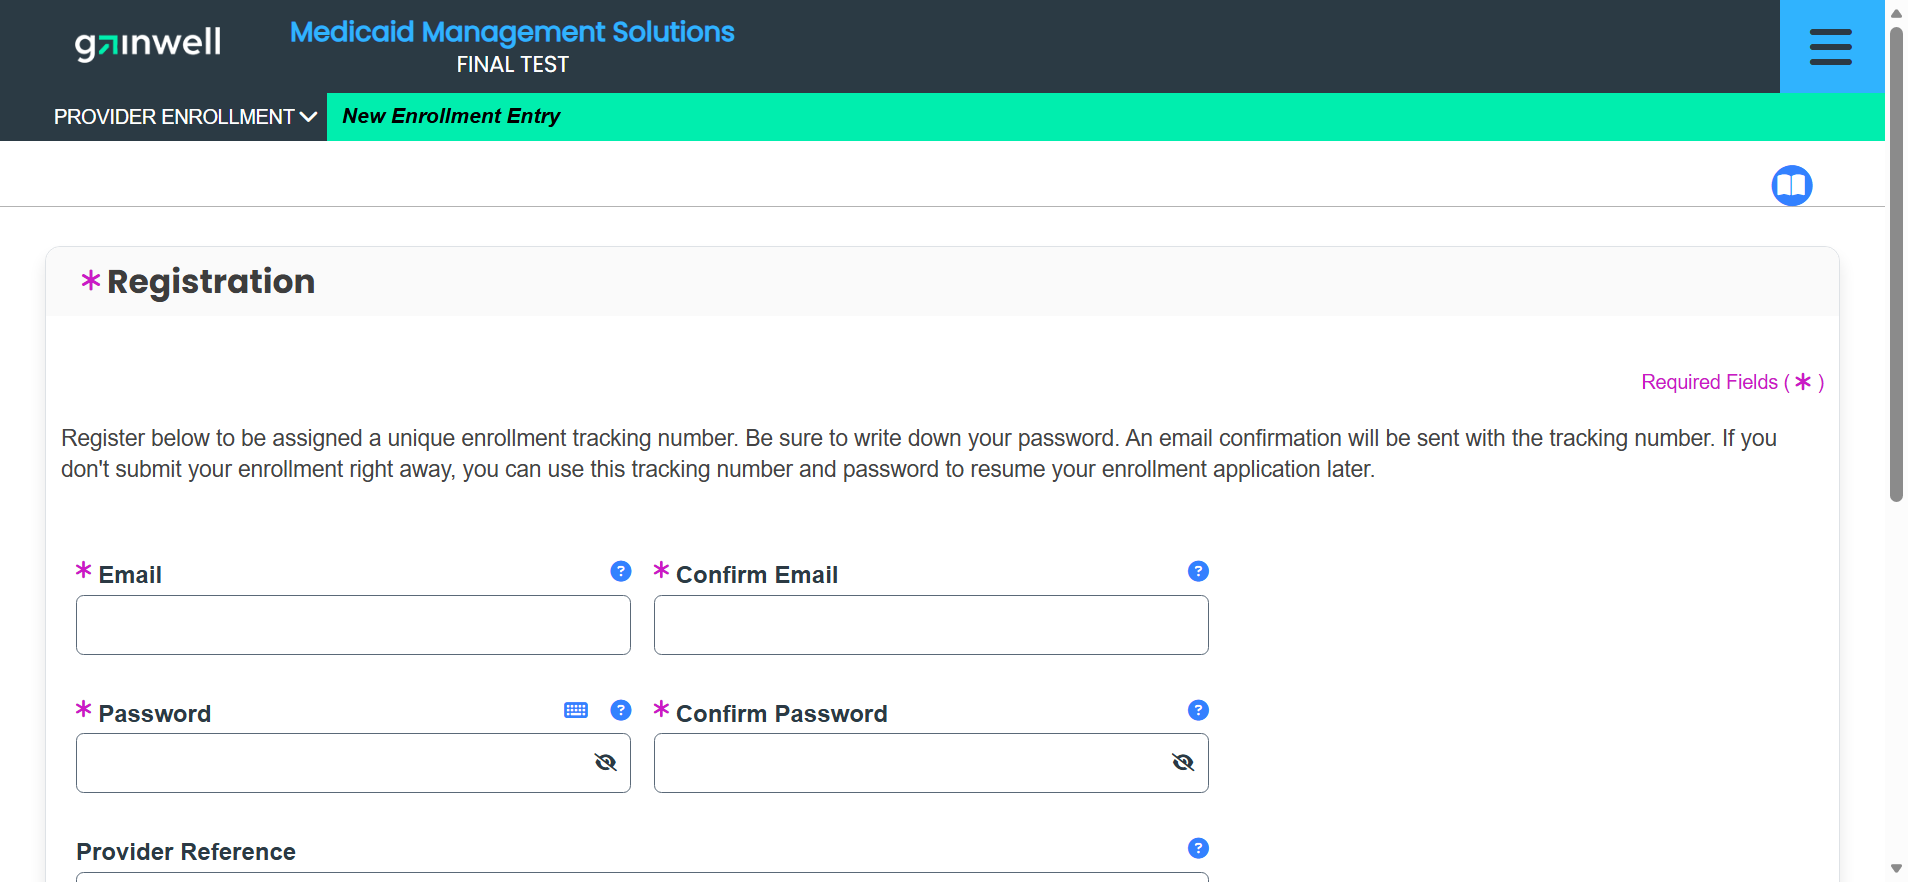 gainwell
Medicaid Management Solutions
FINAL TEST
PROVIDER ENROLLMENT
New Enrollment Entry
* Registration
Required Fields ( * )
Register below to be assigned a unique enrollment tracking number. Be sure to write down your password. An email confirmation will be sent with the tracking number. If you
don't submit your enrollment right away, you can use this tracking number and password to resume your enrollment application later.
* Email ? * Confirm Email ?
* Password ? * Confirm Password ?
Provider Reference ?